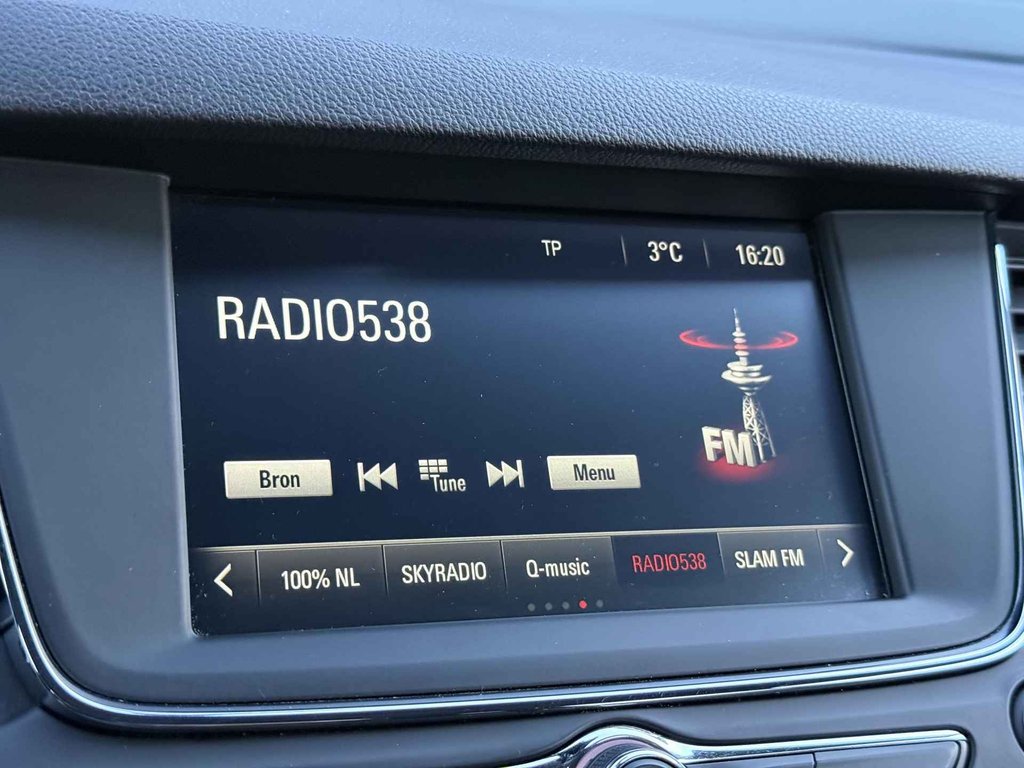 TP 3°C 16:20
RADIO538
FM
Bron Tune Menu
100% NL SKYRADIO Q-music RADIO538 SLAM FM